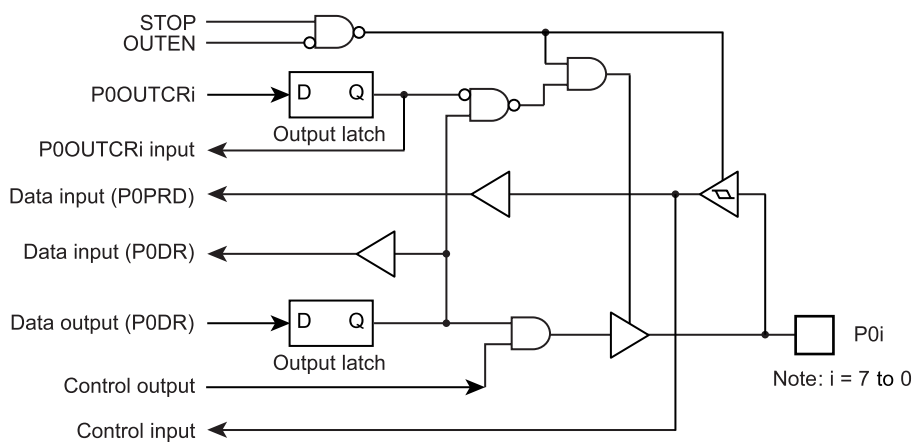 STOP
OUTEN
P0OUTCRi
D Q
Output latch
P0OUTCRi input
Data input (P0PRD)
Data input (P0DR)
Data output (P0DR)
D Q
Output latch
P0i
Note: i = 7 to 0
Control output
Control input